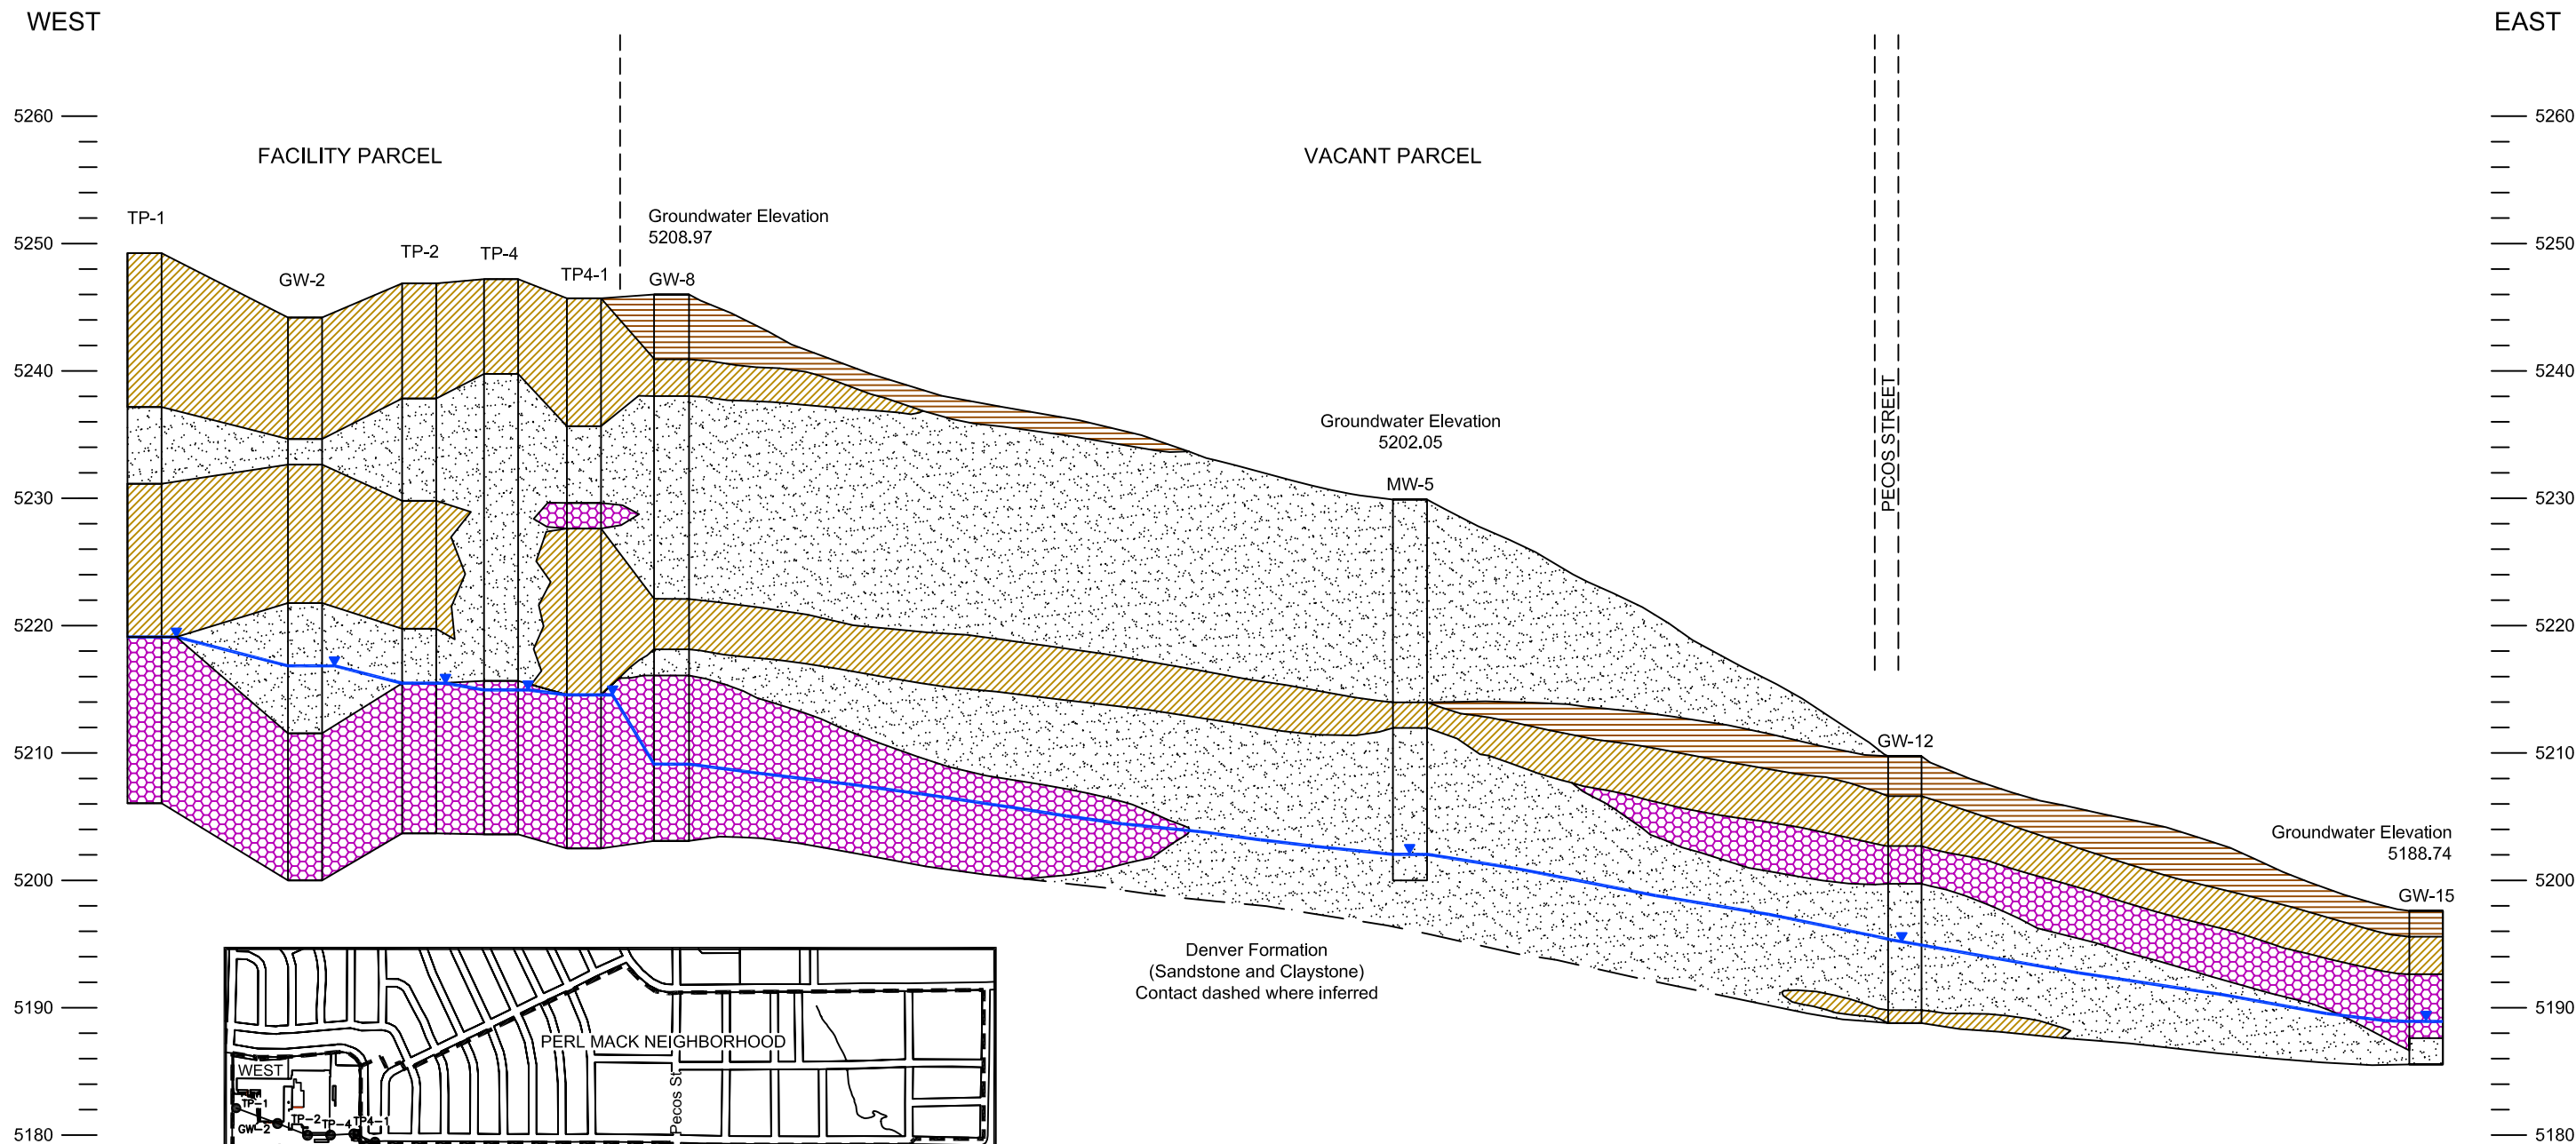 WEST
EAST
5260
5260
FACILITY PARCEL
VACANT PARCEL
TP-1
Groundwater Elevation
5208.97
5250
5250
TP-2
TP-4
TP4-1
GW-2
GW-8
5240
5240
PECOS STREET
Groundwater Elevation
5202.05
MW-5
5230
5230
5220
5220
GW-12
5210
5210
Groundwater Elevation
5188.74
5200
5200
GW-15
Denver Formation
(Sandstone and Claystone)
Contact dashed where inferred
5190
5190
PERL MACK NEIGHBORHOOD
WEST
Pecos St
TP-1
GW-2
TP-2
TP-4
TP4-1
5180
5180